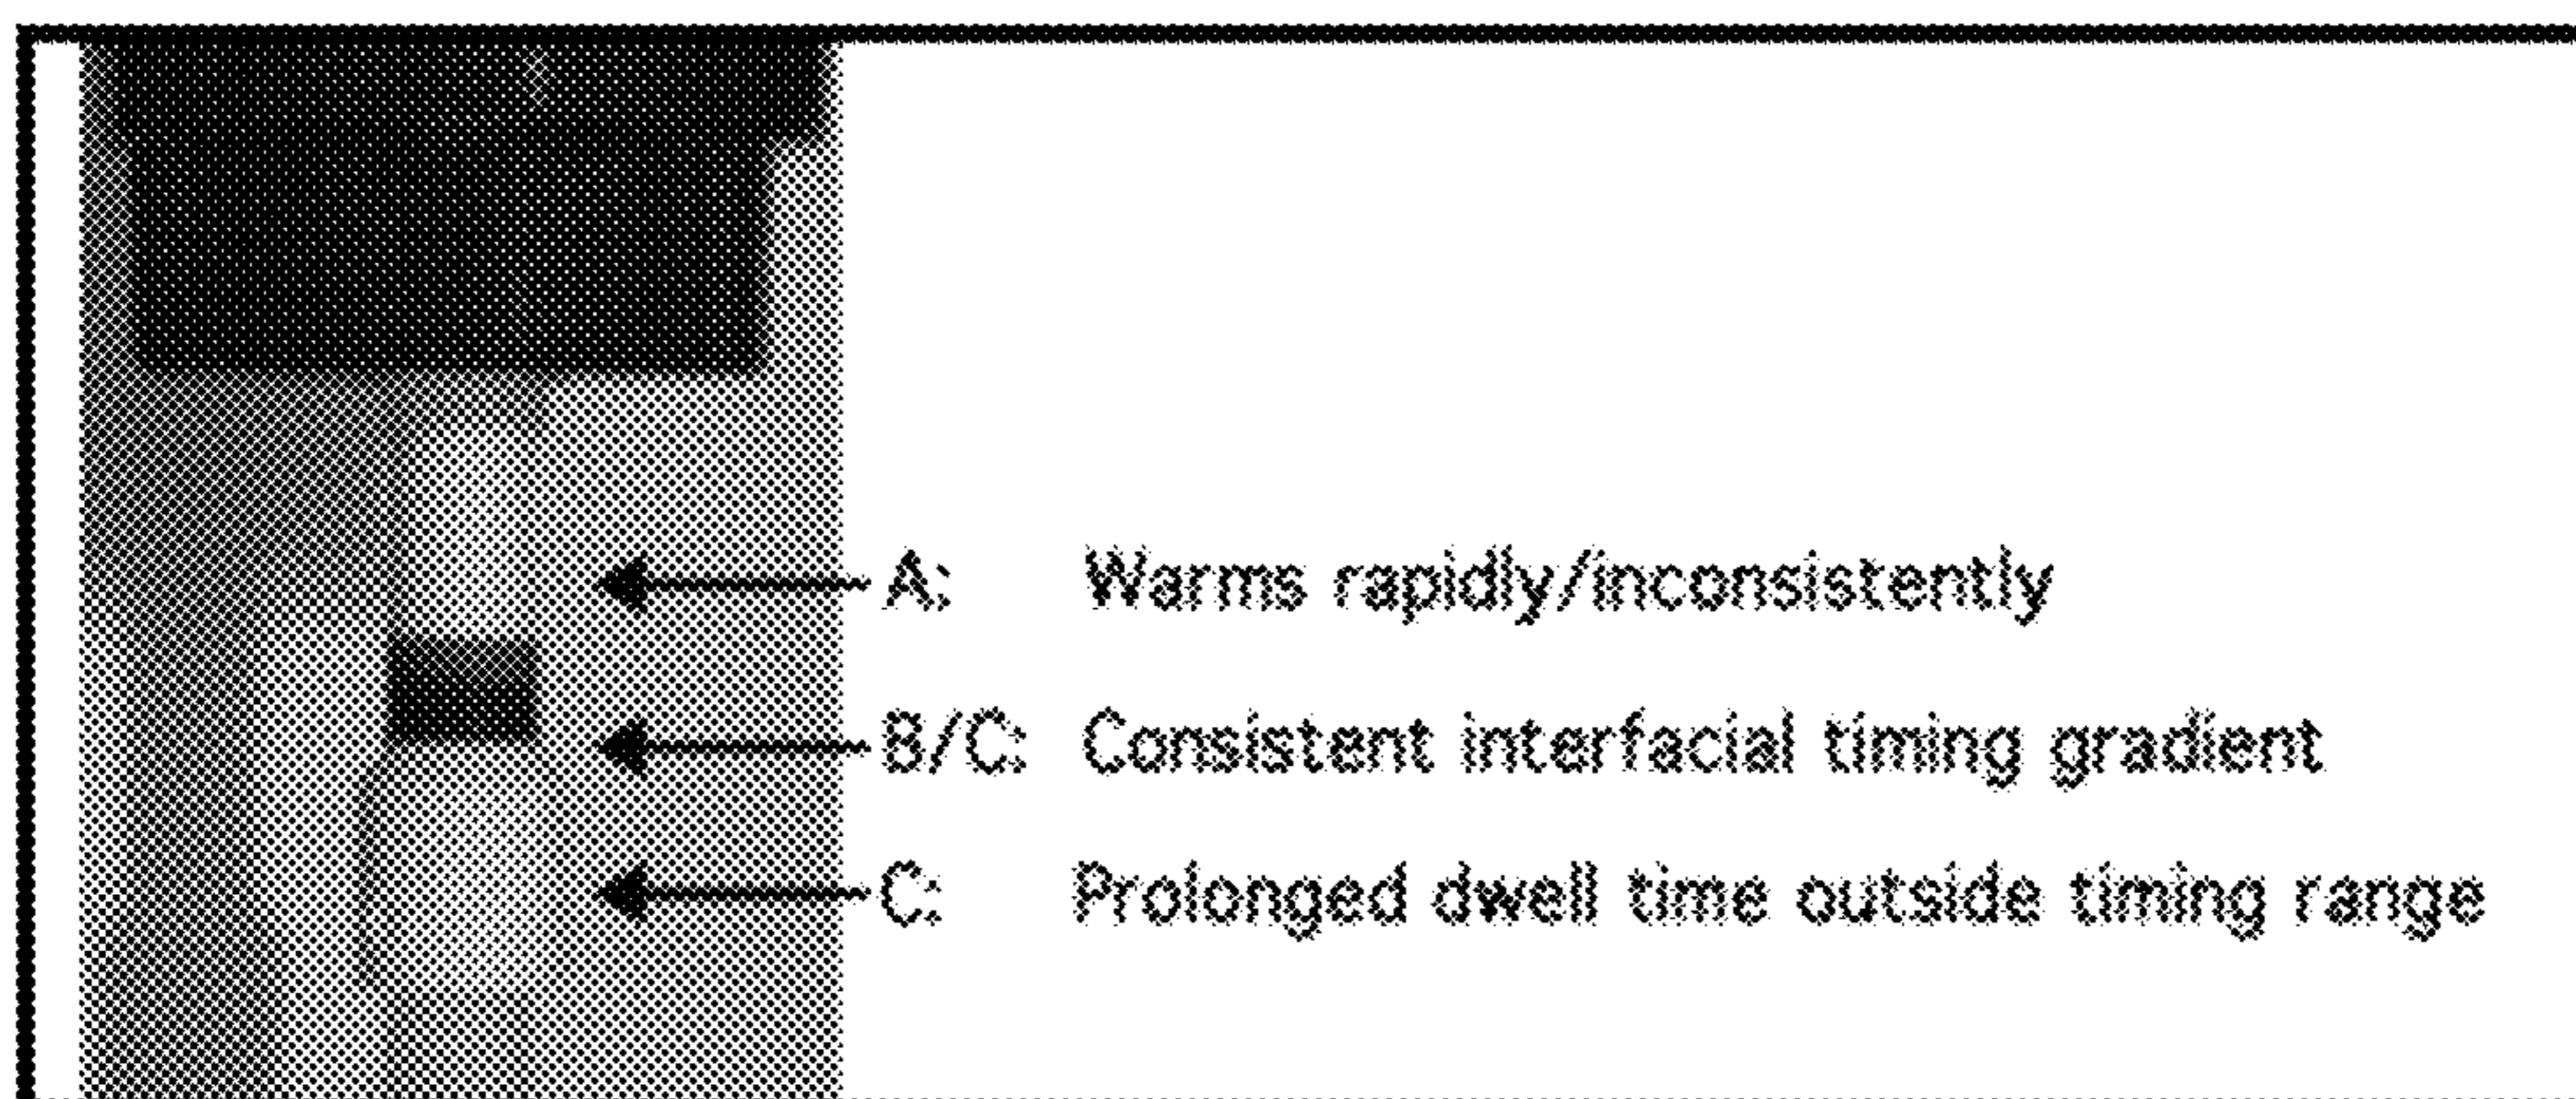 A: Warms rapidly/inconsistently
B/C: Consistent interfacial timing gradient
C: Prolonged dwell time outside timing range